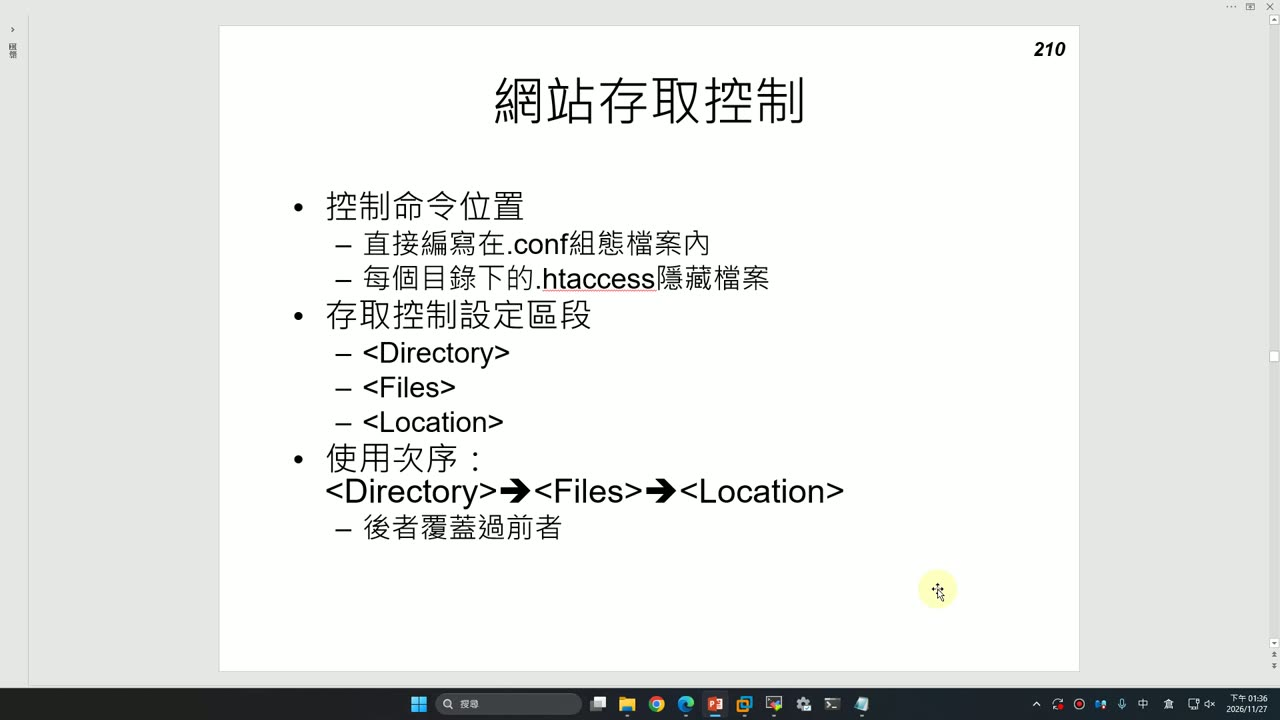 210
網站存取控制
• 控制命令位置
– 直接編寫在.conf組態檔案內
– 每個目錄下的.htaccess隱藏檔案
• 存取控制設定區段
– <Directory>
– <Files>
– <Location>
• 使用次序：
<Directory>➔<Files>➔<Location>
– 後者覆蓋過前者
搜尋
中
下午 01:36
2026/11/27